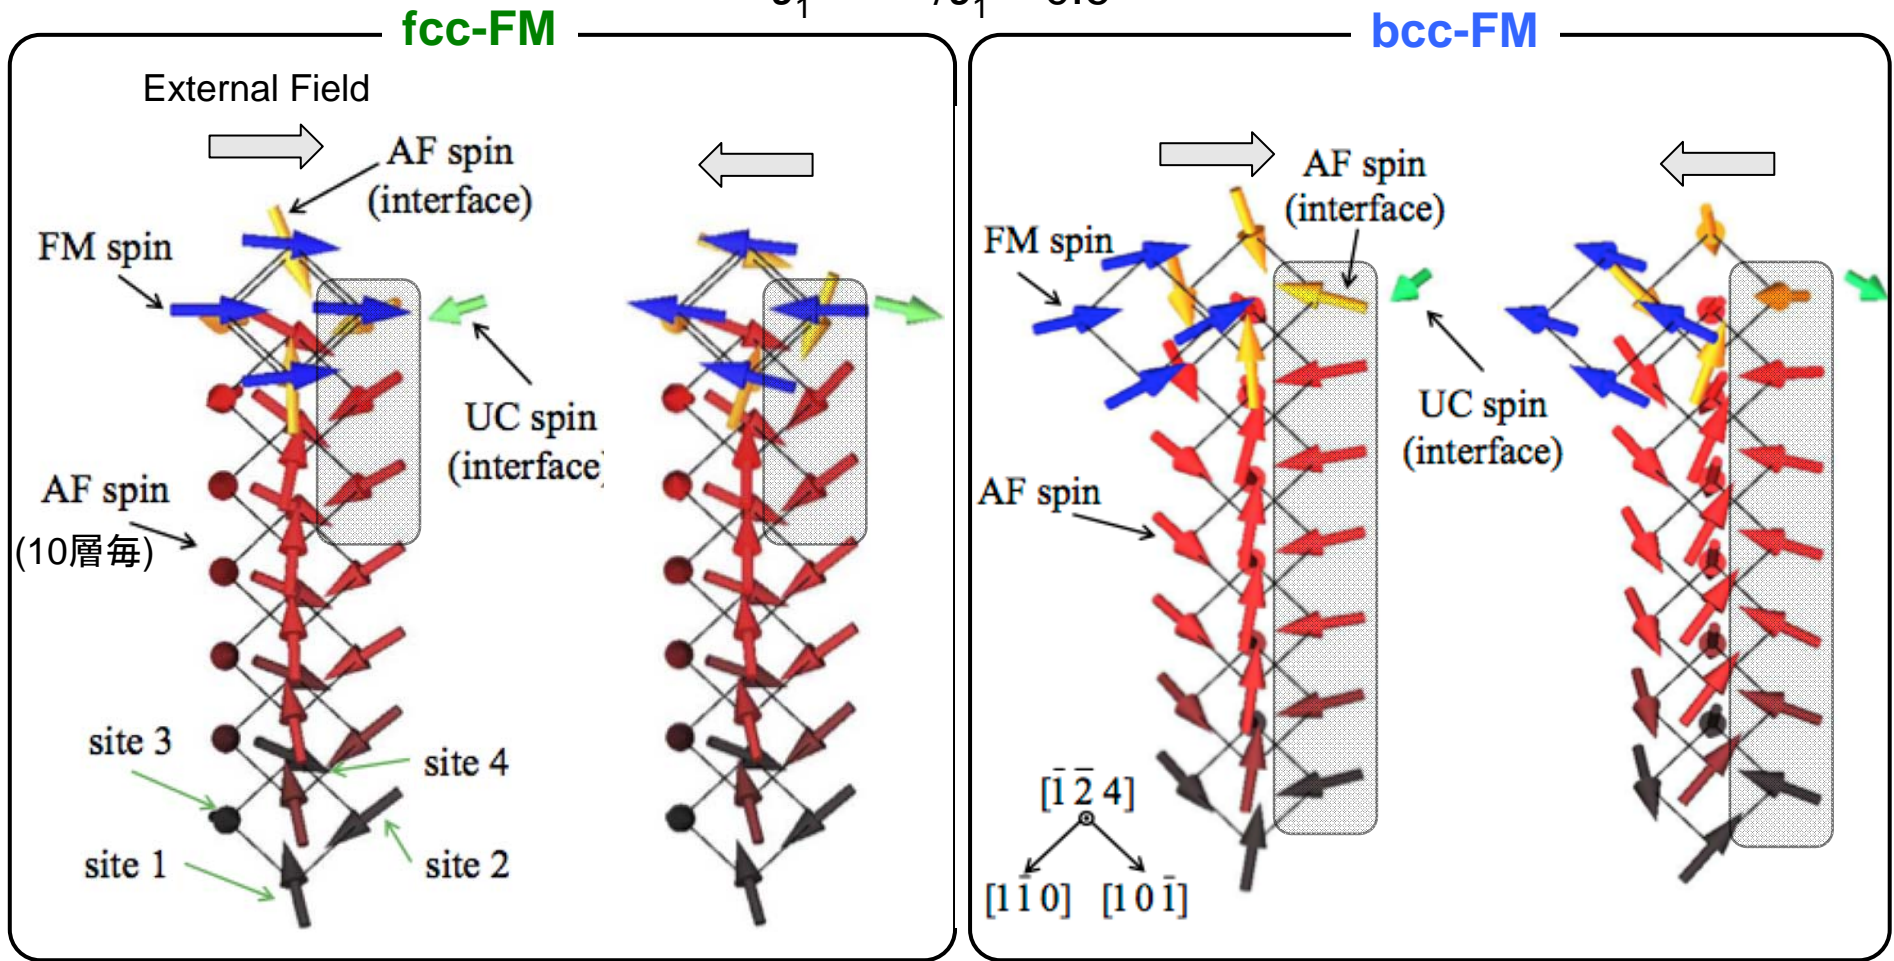 fcc-FM
External Field
AF spin
(interface)
FM spin
UC spin
(interface)
AF spin
(10層毎)
site 3
site 4
site 1
site 2
bcc-FM
AF spin
(interface)
FM spin
UC spin
(interface)
AF spin
[1̄ 2̄ 4]
[1 1̄ 0] [1 0 1̄]